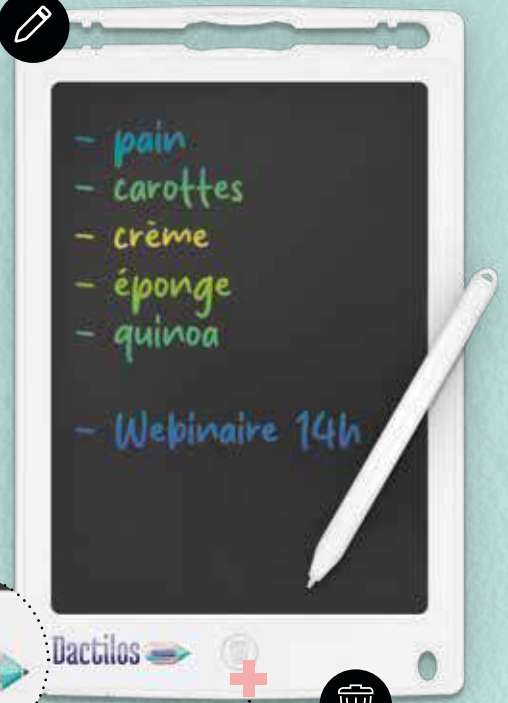 - pain
- carottes
- crème
- éponge
- quinoa
- Webinaire 14h
Dactilos